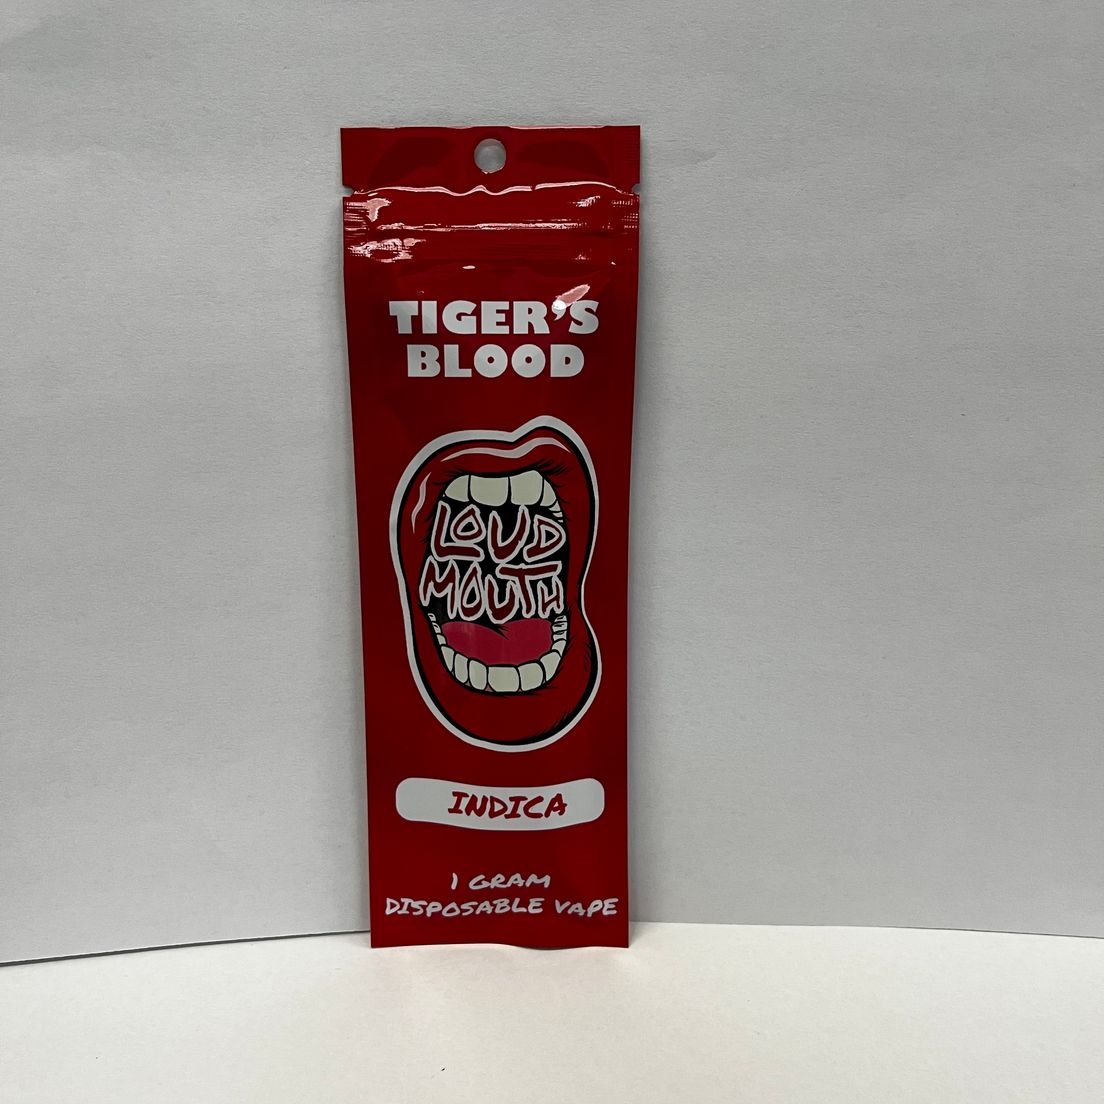 TIGER'S
BLOOD
LOUD
MOUTH
INDICA
1 GRAM
DISPOSABLE VAPE